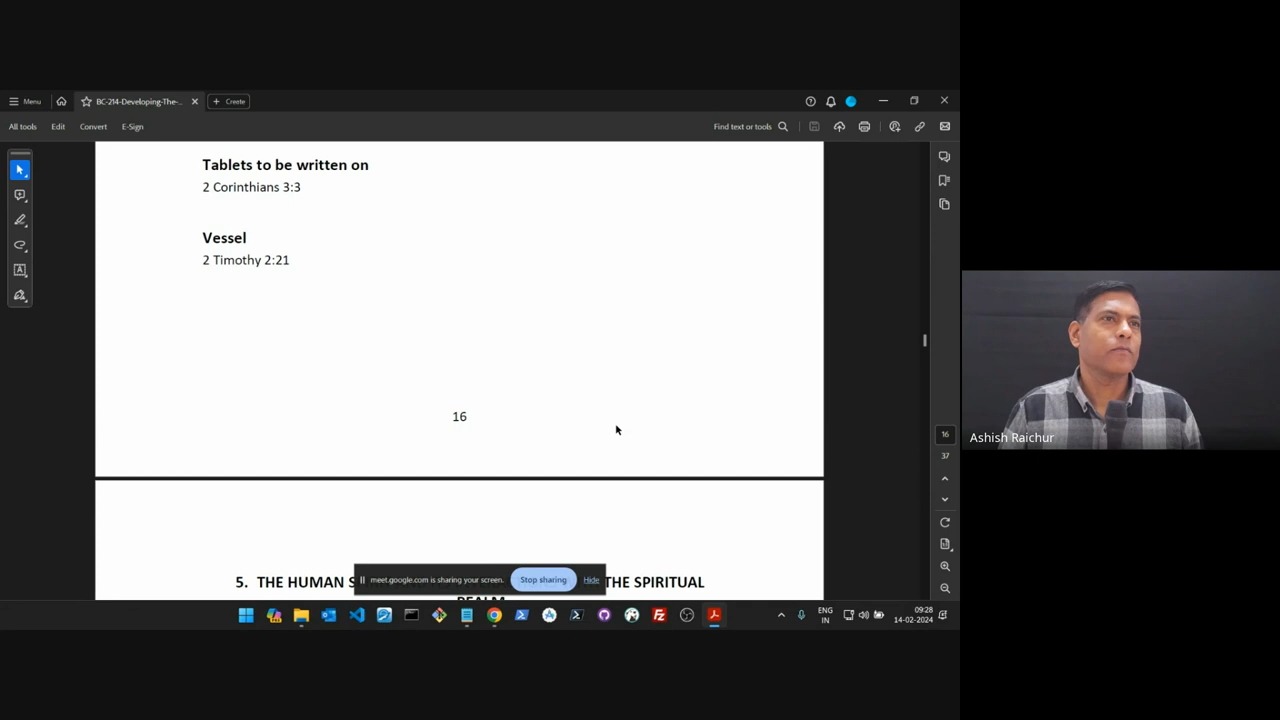 Menu
BC-214-Developing-The-...
Create
All tools
Edit
Convert
E-Sign
Find text or tools
Tablets to be written on
2 Corinthians 3:3
Vessel
2 Timothy 2:21
16
5. THE HUMAN S
THE SPIRITUAL
REALM
meet.google.com is sharing your screen.
Stop sharing
Hide
16
37
ENG
IN
09:28
14-02-2024
Ashish Raichur